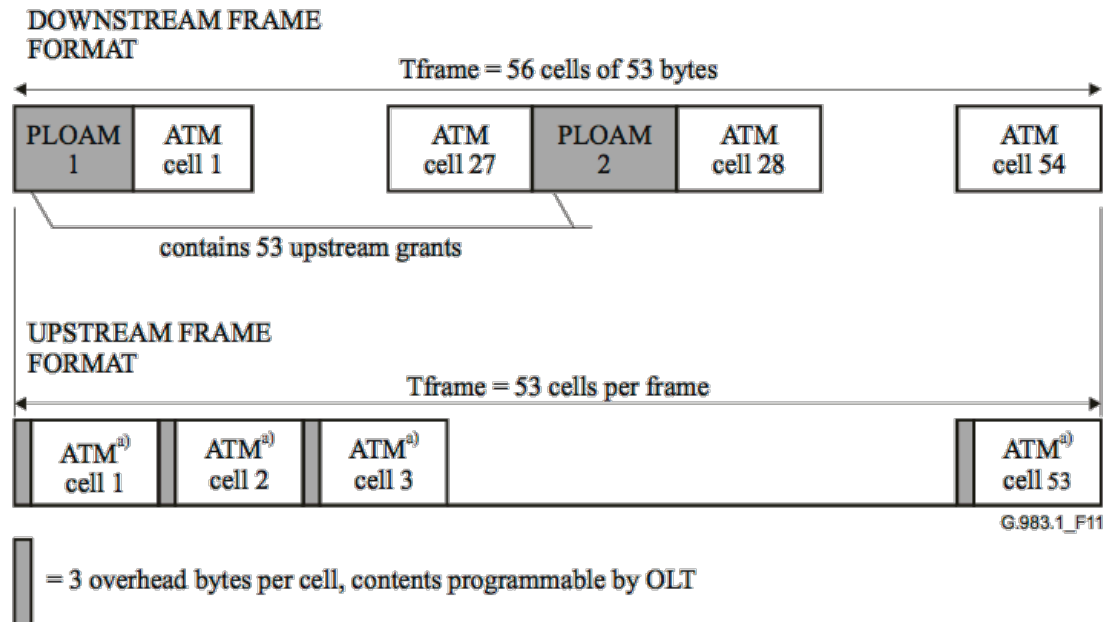 DOWNSTREAM FRAME
FORMAT
Tframe = 56 cells of 53 bytes
PLOAM
1
ATM
cell 1
ATM
cell 27
PLOAM
2
ATM
cell 28
ATM
cell 54
contains 53 upstream grants
UPSTREAM FRAME
FORMAT
Tframe = 53 cells per frame
ATMa)
cell 1
ATMa)
cell 2
ATMa)
cell 3
ATMa)
cell 53
G.983.1_F11
= 3 overhead bytes per cell, contents programmable by OLT